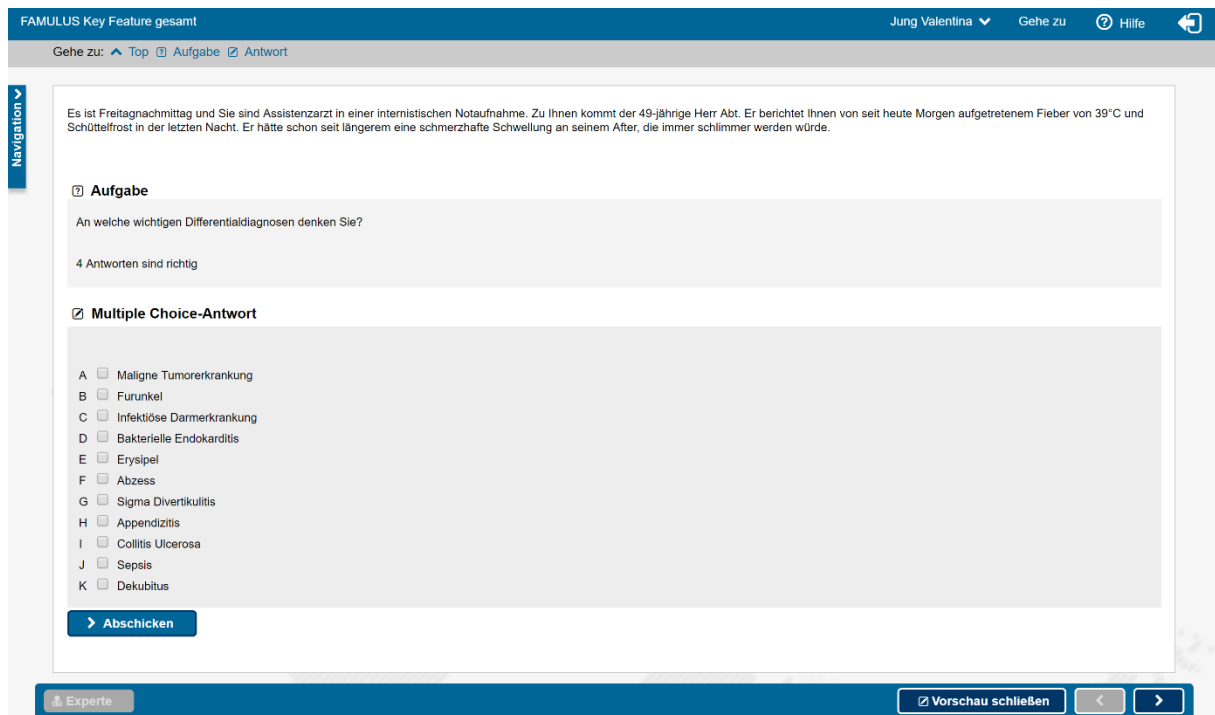 FAMULUS Key Feature gesamt
Jung Valentina
Gehe zu
Hilfe
Gehe zu: Top Aufgabe Antwort
Navigation
Es ist Freitagnachmittag und Sie sind Assistenzarzt in einer internistischen Notaufnahme. Zu Ihnen kommt der 49-jährige Herr Abt. Er berichtet Ihnen von seit heute Morgen aufgetretenem Fieber von 39°C und
Schüttelfrost in der letzten Nacht. Er hätte schon seit längerem eine schmerzhafte Schwellung an seinem After, die immer schlimmer werden würde.
Aufgabe
An welche wichtigen Differentialdiagnosen denken Sie?
4 Antworten sind richtig
Multiple Choice-Antwort
A Maligne Tumorerkrankung
B Furunkel
C Infektiöse Darmerkrankung
D Bakterielle Endokarditis
E Erysipel
F Abzess
G Sigma Divertikulitis
H Appendizitis
I Collitis Ulcerosa
J Sepsis
K Dekubitus
Abschicken
Experte
Vorschau schließen